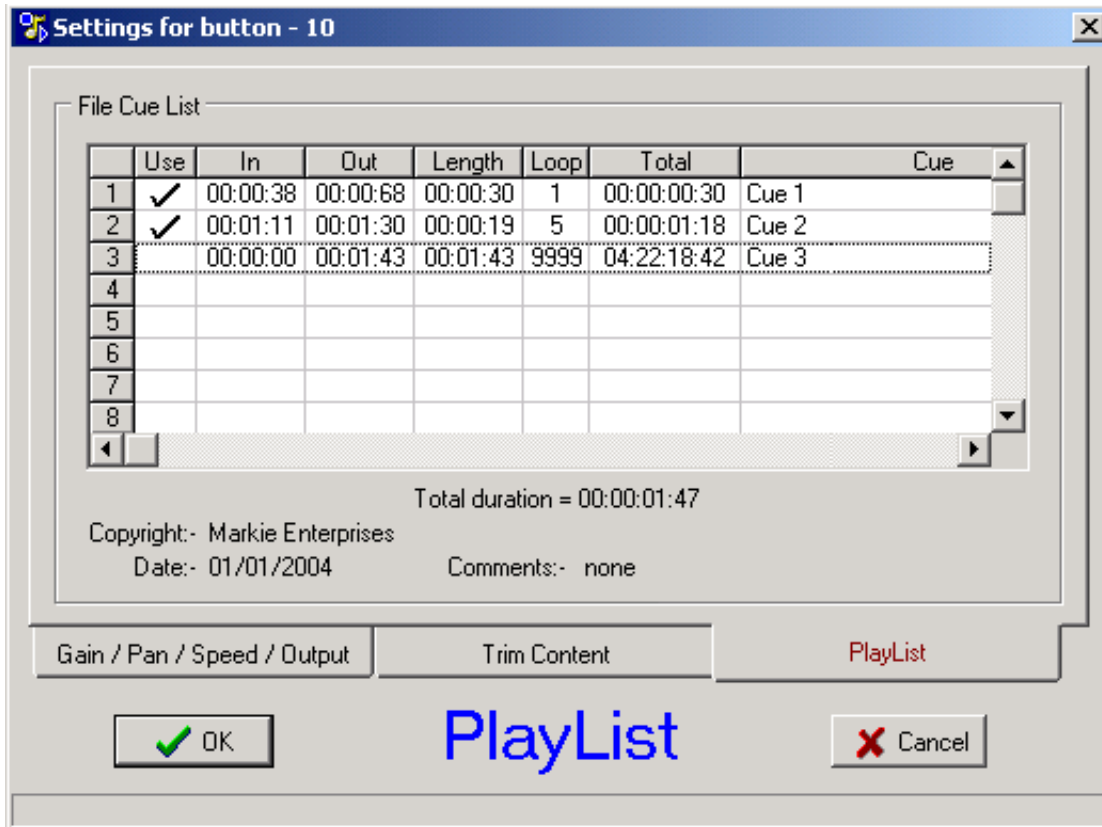 Settings for button - 10
File Cue List
Use In Out Length Loop Total Cue
1 00:00:38 00:00:68 00:00:30 1 00:00:00:30 Cue 1
2 00:01:11 00:01:30 00:00:19 5 00:00:01:18 Cue 2
3 00:00:00 00:01:43 00:01:43 9999 04:22:18:42 Cue 3
4
5
6
7
8
Total duration = 00:00:01:47
Copyright:- Markie Enterprises
Date:- 01/01/2004 Comments:- none
Gain / Pan / Speed / Output Trim Content PlayList
OK PlayList Cancel